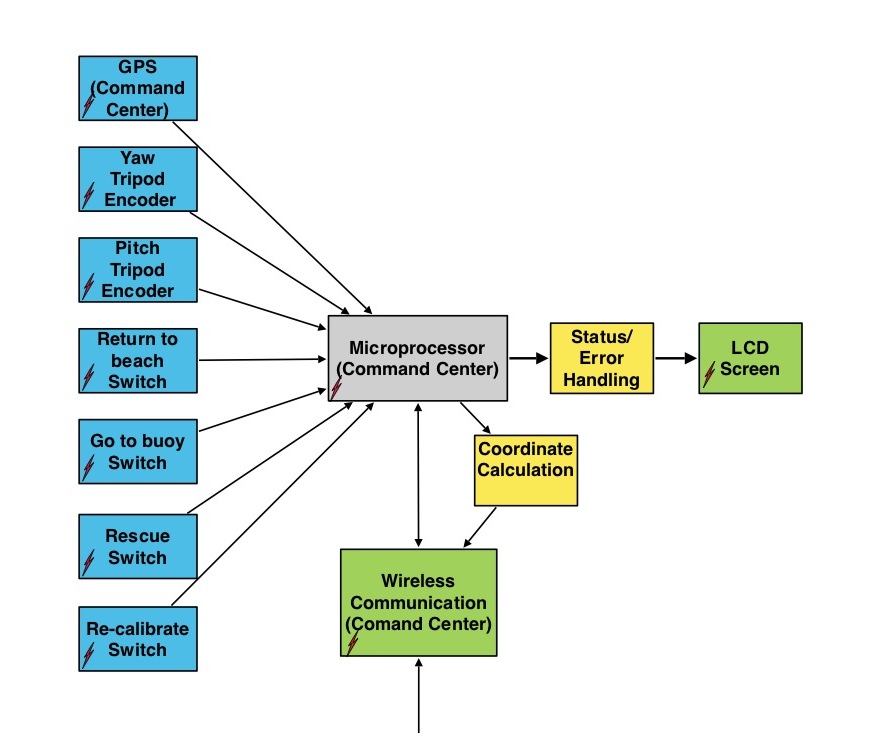 GPS
(Command
Center)
Yaw
Tripod
Encoder
Pitch
Tripod
Encoder
Return to
beach
Switch
Go to buoy
Switch
Rescue
Switch
Re-calibrate
Switch
Microprocessor
(Command Center)
Status/
Error
Handling
LCD
Screen
Coordinate
Calculation
Wireless
Communication
(Comand Center)